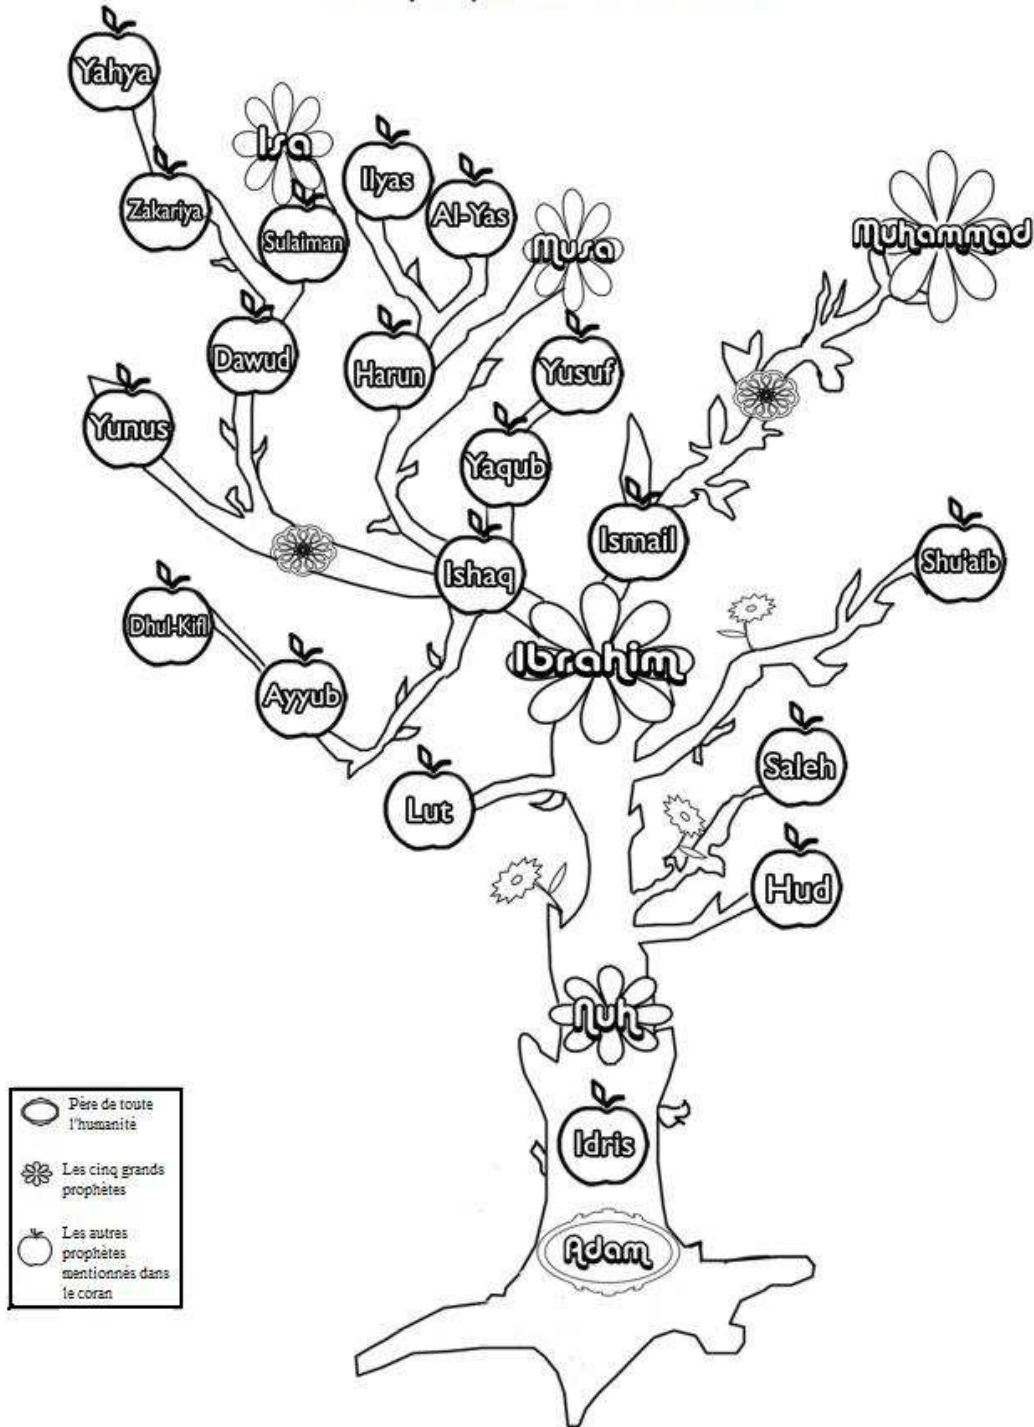 Yahya
Isa
Ilyas
Zakariya
Al-Yas
Sulaiman
Musa
Muhammad
Dawud
Harun
Yusuf
Yunus
Yaqub
Ismail
Shu'aib
Ishaq
Dhul-Kifl
Ibrahim
Ayyub
Saleh
Lut
Hud
Nuh
Idris
Adam
Père de toute
l'humanité
Les cinq grands
prophètes
Les autres
prophètes
mentionnés dans
le coran